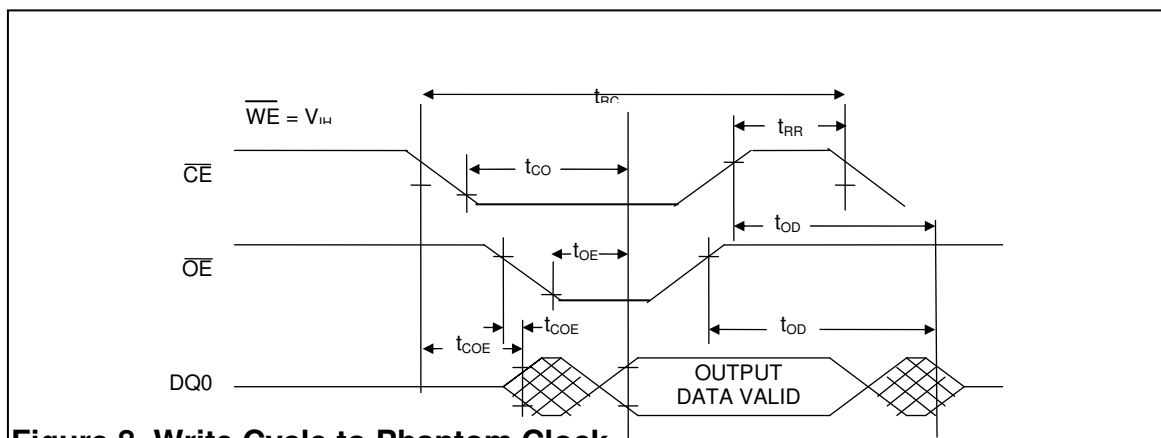 tRC
WE = VIH
tRR
CE
tCO
tOD
OE
tOE
tCOE
tOD
tCOE
DQ0
OUTPUT
DATA VALID
Figure 8. Write Cycle to Phantom Clock